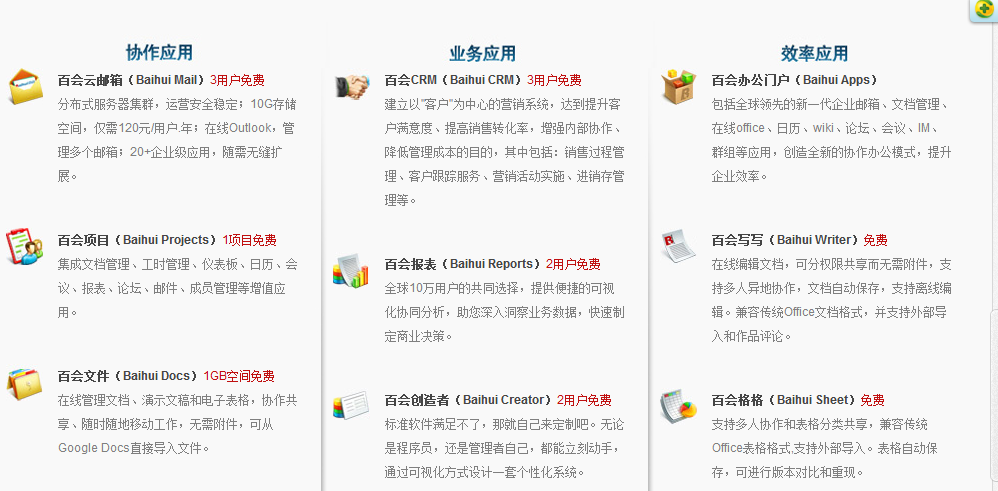 协作应用
百会云邮箱（Baihui Mail）3用户免费
分布式服务器集群，运营安全稳定；10G存储
空间，仅需120元/用户.年；在线Outlook，管
理多个邮箱；20+企业级应用，随需无缝扩
展。
百会项目（Baihui Projects）1项目免费
集成文档管理、工时管理、仪表板、日历、会
议、报表、论坛、邮件、成员管理等增值应
用。
百会文件（Baihui Docs）1GB空间免费
在线管理文档、演示文稿和电子表格，协作共
享、随时随地移动工作，无需附件，可从
Google Docs直接导入文件。
业务应用
百会CRM（Baihui CRM）3用户免费
建立以"客户"为中心的营销系统，达到提升客
户满意度、提高销售转化率，增强内部协作、
降低管理成本的目的，其中包括：销售过程管
理、客户跟踪服务、营销活动实施、进销存管
理等。
百会报表（Baihui Reports）2用户免费
全球10万用户的共同选择，提供便捷的可视
化协同分析，助您深入洞察业务数据，快速制
定商业决策。
百会创造者（Baihui Creator）2用户免费
标准软件满足不了，那就自己来定制吧。无论
是程序员，还是管理者自己，都能立刻动手，
通过可视化方式设计一套个性化系统。
效率应用
百会办公门户（Baihui Apps）
包括全球领先的新一代企业邮箱、文档管理、
在线office、日历、wiki、论坛、会议、IM、
群组等应用，创造全新的协作办公模式，提升
企业效率。
百会写写（Baihui Writer）免费
在线编辑文档，可分权限共享而无需附件，支
持多人异地协作，文档自动保存，支持离线编
辑。兼容传统Office文档格式，并支持外部导
入和作品评论。
百会格格（Baihui Sheet）免费
支持多人协作和表格分类共享，兼容传统
Office表格格式,支持外部导入。表格自动保
存，可进行版本对比和重现。